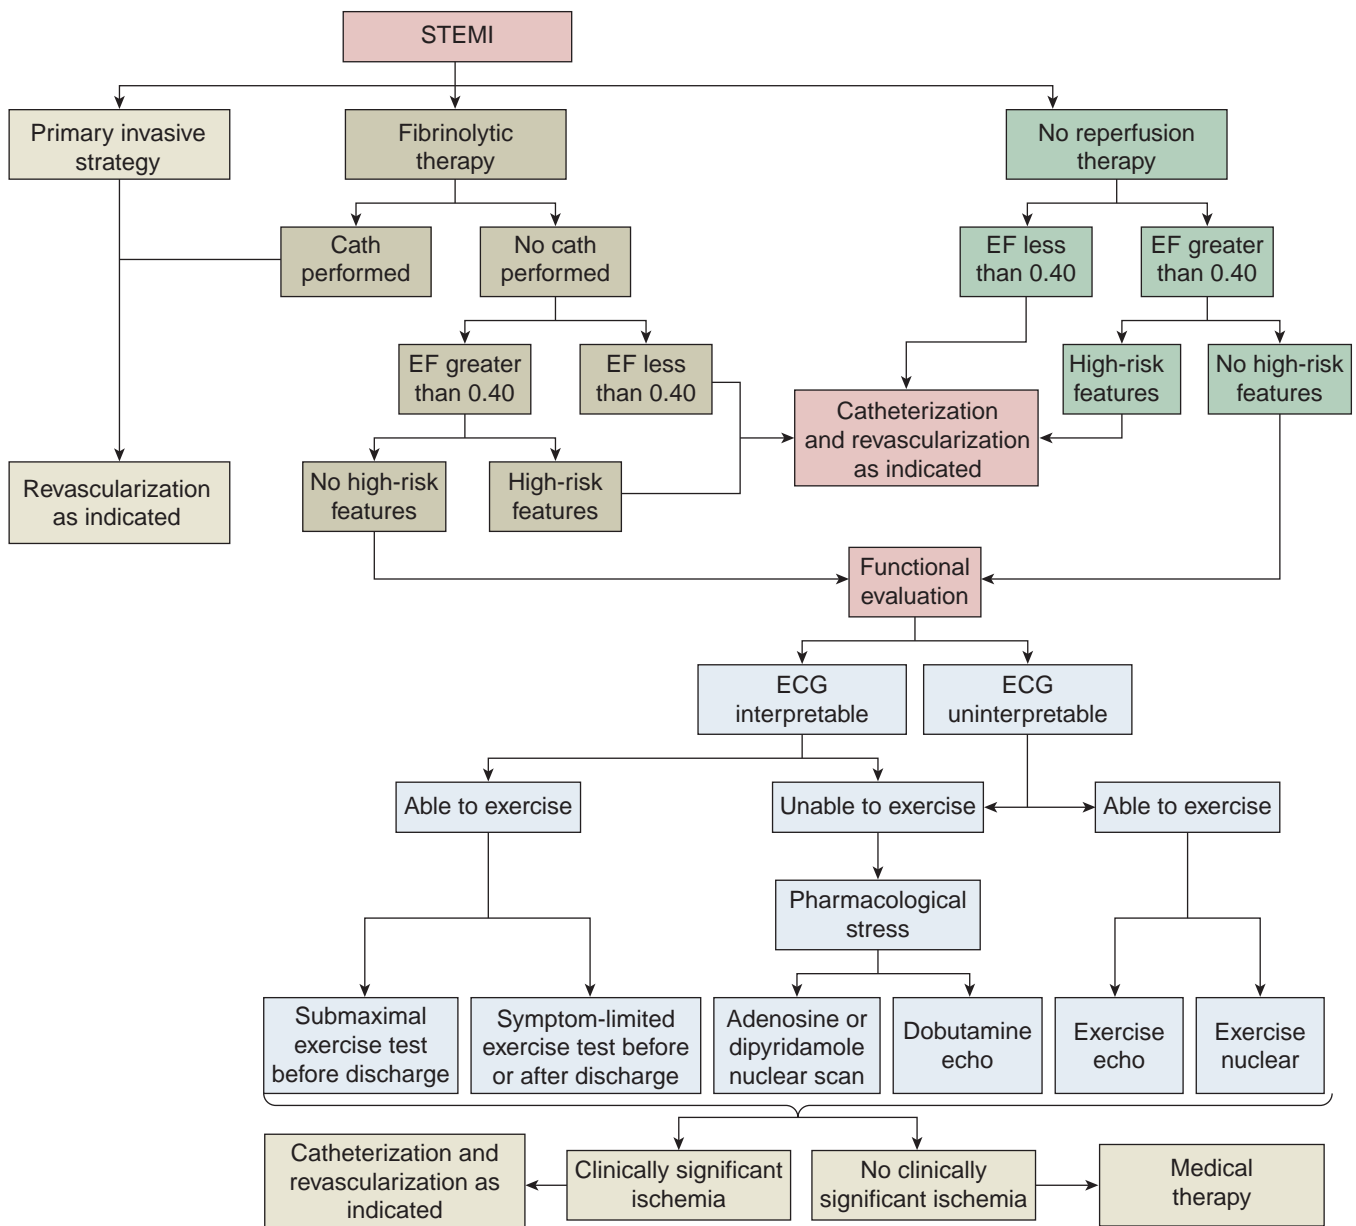 STEMI
Primary invasive
strategy
Fibrinolytic
therapy
No reperfusion
therapy
Cath
performed
No cath
performed
EF less
than 0.40
EF greater
than 0.40
EF greater
than 0.40
EF less
than 0.40
Catheterization
and revascularization
as indicated
High-risk
features
No high-risk
features
Revascularization
as indicated
No high-risk
features
High-risk
features
Functional
evaluation
ECG
interpretable
ECG
uninterpretable
Able to exercise
Unable to exercise
Able to exercise
Pharmacological
stress
Submaximal
exercise test
before discharge
Symptom-limited
exercise test before
or after discharge
Adenosine or
dipyridamole
nuclear scan
Dobutamine
echo
Exercise
echo
Exercise
nuclear
Catheterization and
revascularization as
indicated
Clinically significant
ischemia
No clinically
significant ischemia
Medical
therapy